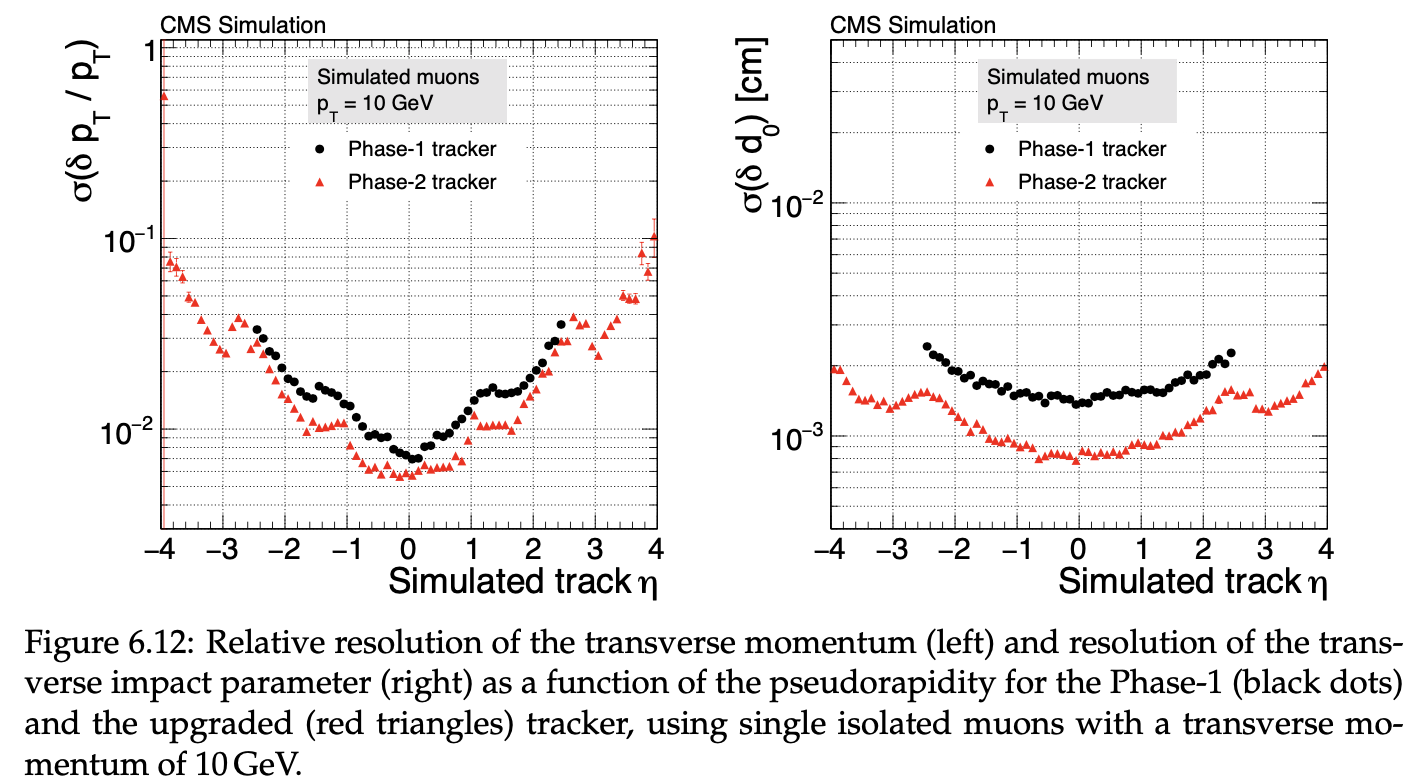 CMS Simulation
σ(δ p_T / p_T)
1
10⁻¹
10⁻²
Simulated muons
p_T = 10 GeV
Phase-1 tracker
Phase-2 tracker
−4 −3 −2 −1 0 1 2 3 4
Simulated track η
CMS Simulation
σ(δ d_0) [cm]
10⁻²
10⁻³
Simulated muons
p_T = 10 GeV
Phase-1 tracker
Phase-2 tracker
−4 −3 −2 −1 0 1 2 3 4
Simulated track η
Figure 6.12: Relative resolution of the transverse momentum (left) and resolution of the trans-
verse impact parameter (right) as a function of the pseudorapidity for the Phase-1 (black dots)
and the upgraded (red triangles) tracker, using single isolated muons with a transverse mo-
mentum of 10 GeV.